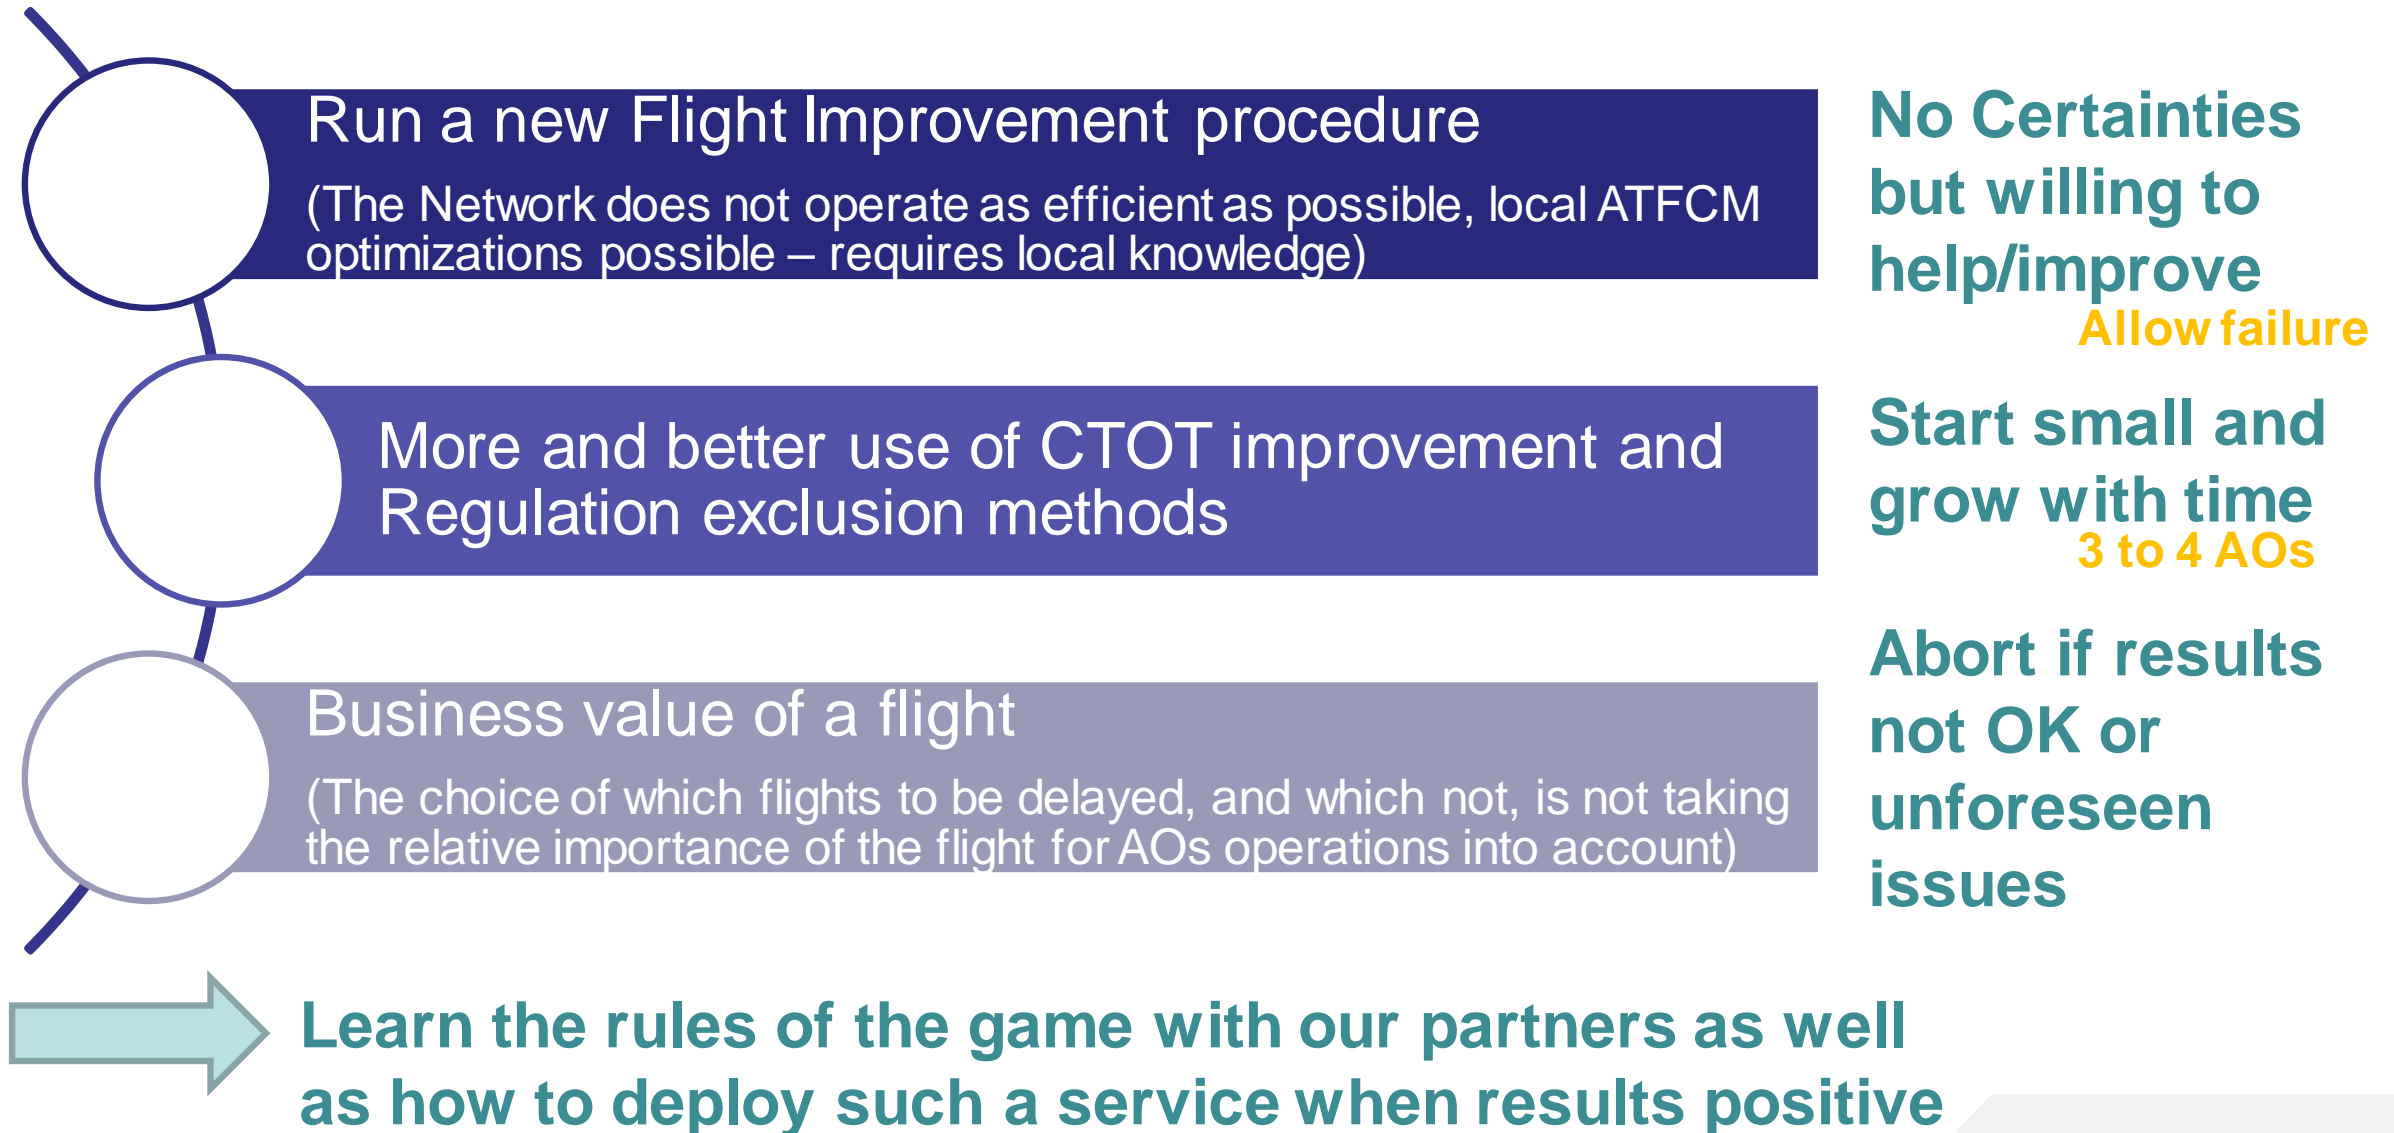 Run a new Flight Improvement procedure
(The Network does not operate as efficient as possible, local ATFCM
optimizations possible – requires local knowledge)
No Certainties
but willing to
help/improve
Allow failure
More and better use of CTOT improvement and
Regulation exclusion methods
Start small and
grow with time
3 to 4 AOs
Business value of a flight
(The choice of which flights to be delayed, and which not, is not taking
the relative importance of the flight for AOs operations into account)
Abort if results
not OK or
unforeseen
issues
Learn the rules of the game with our partners as well
as how to deploy such a service when results positive